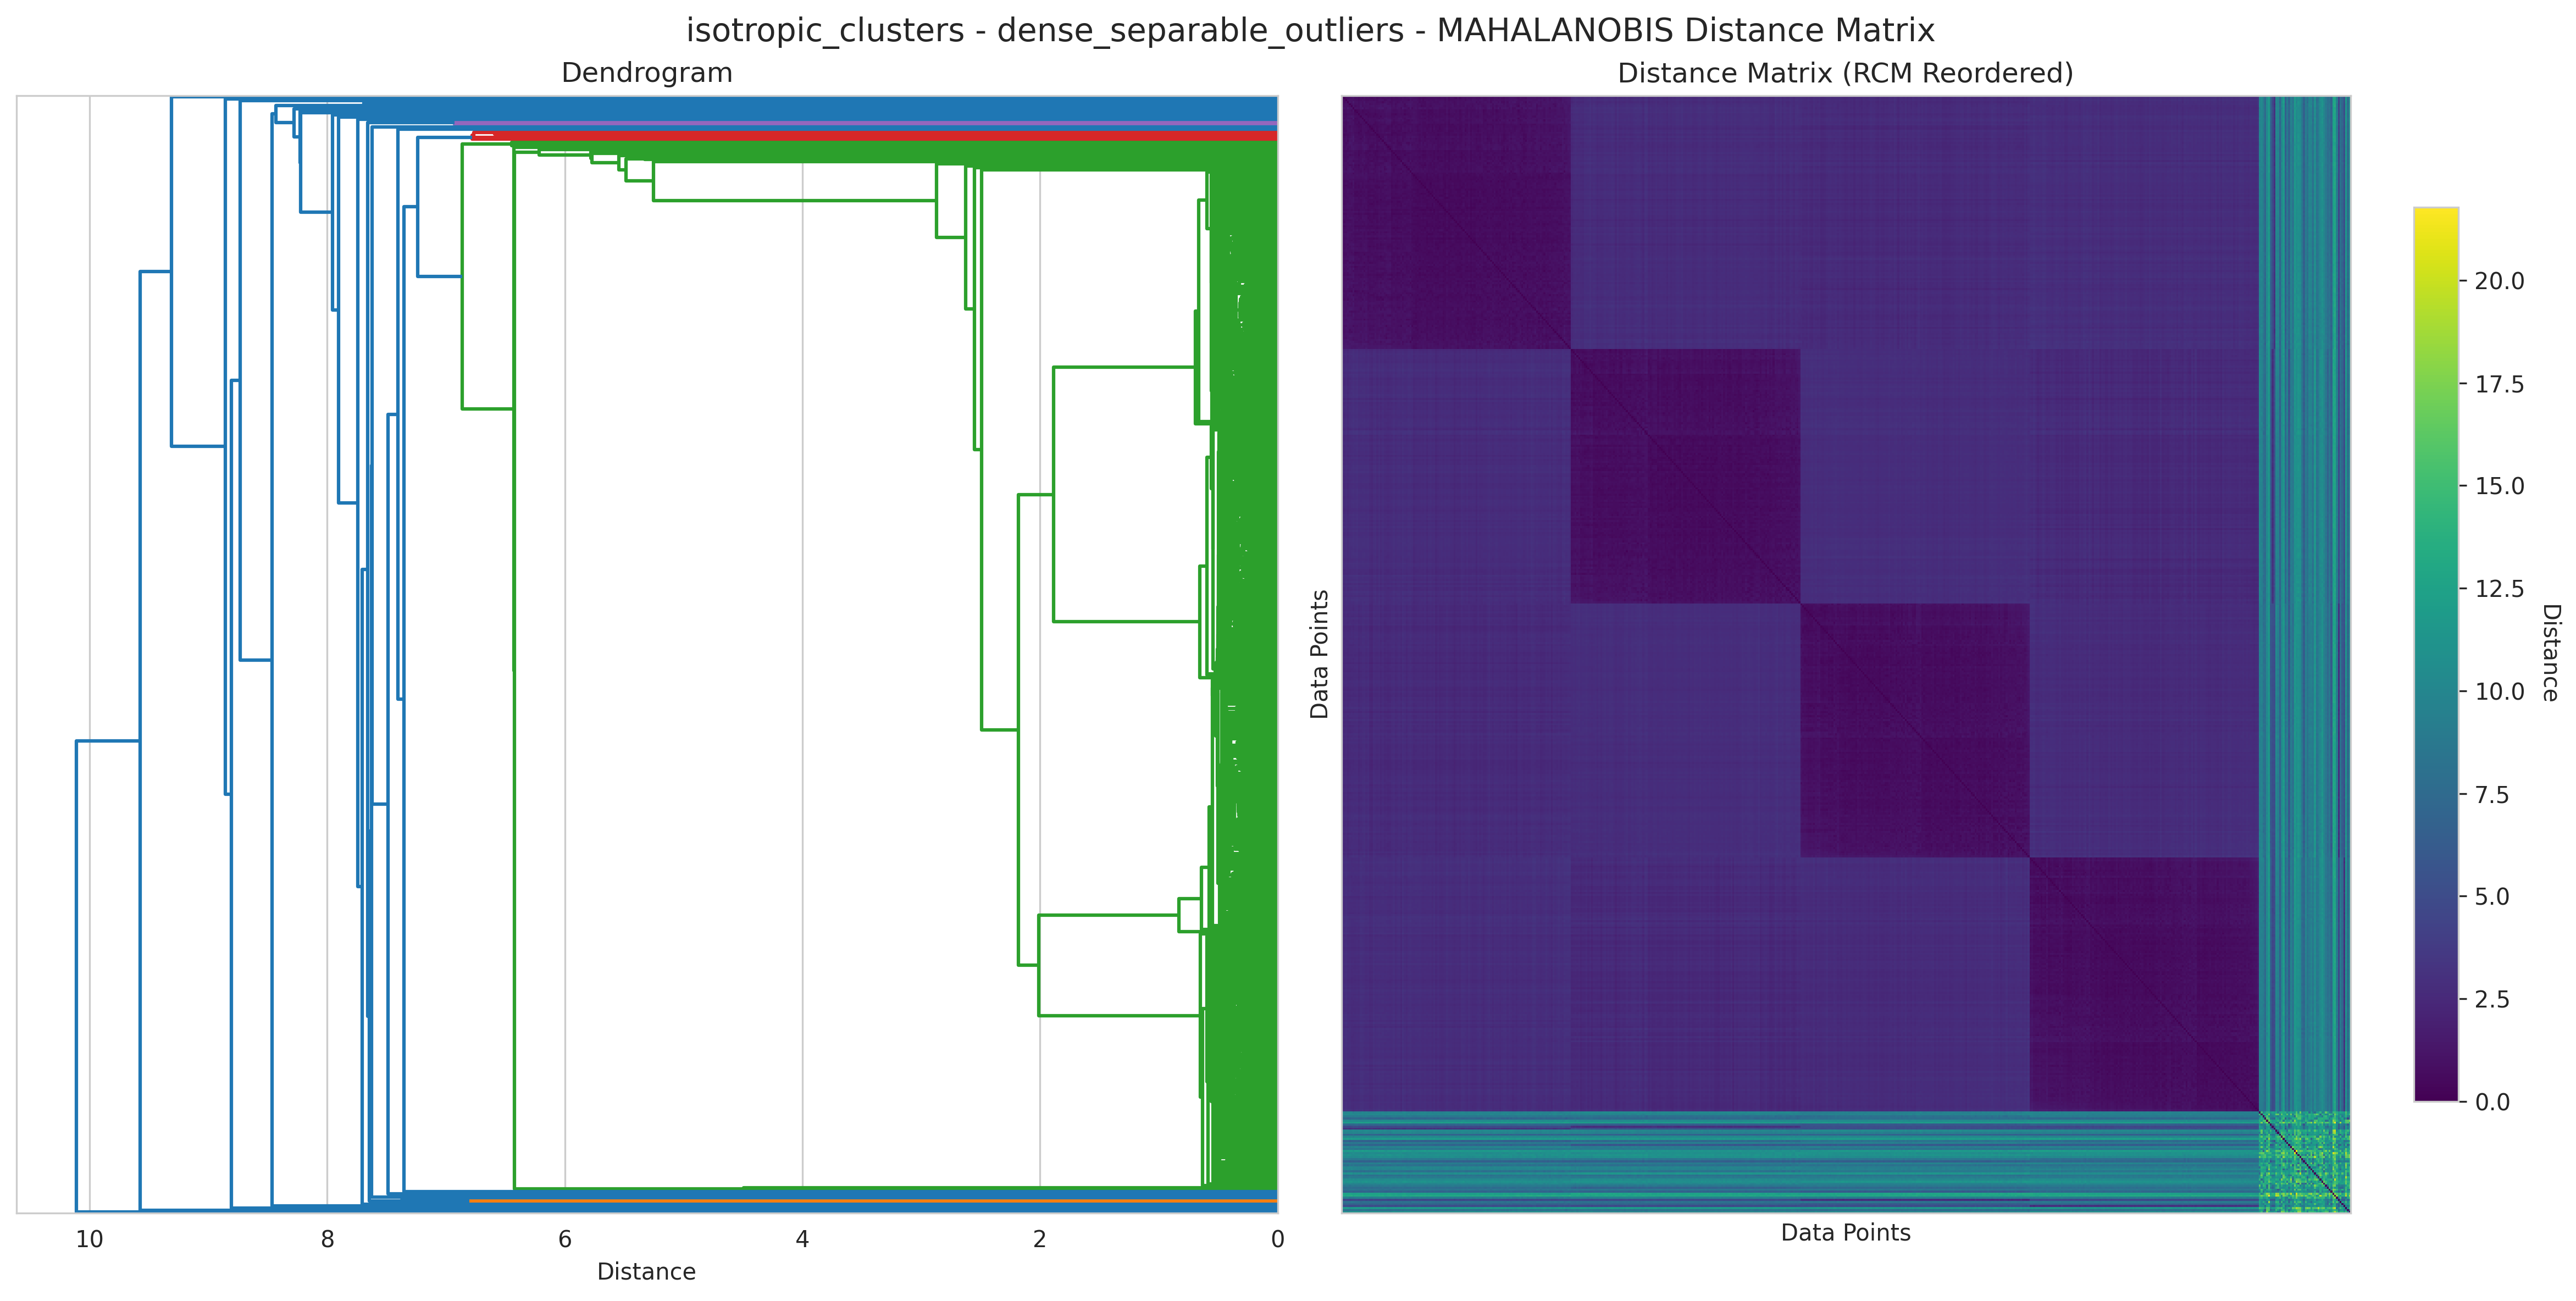 isotropic_clusters - dense_separable_outliers - MAHALANOBIS Distance Matrix
Dendrogram
Distance Matrix (RCM Reordered)
10
8
6
4
2
0
Distance
Data Points
Data Points
20.0
17.5
15.0
12.5
10.0
7.5
5.0
2.5
0.0
Distance